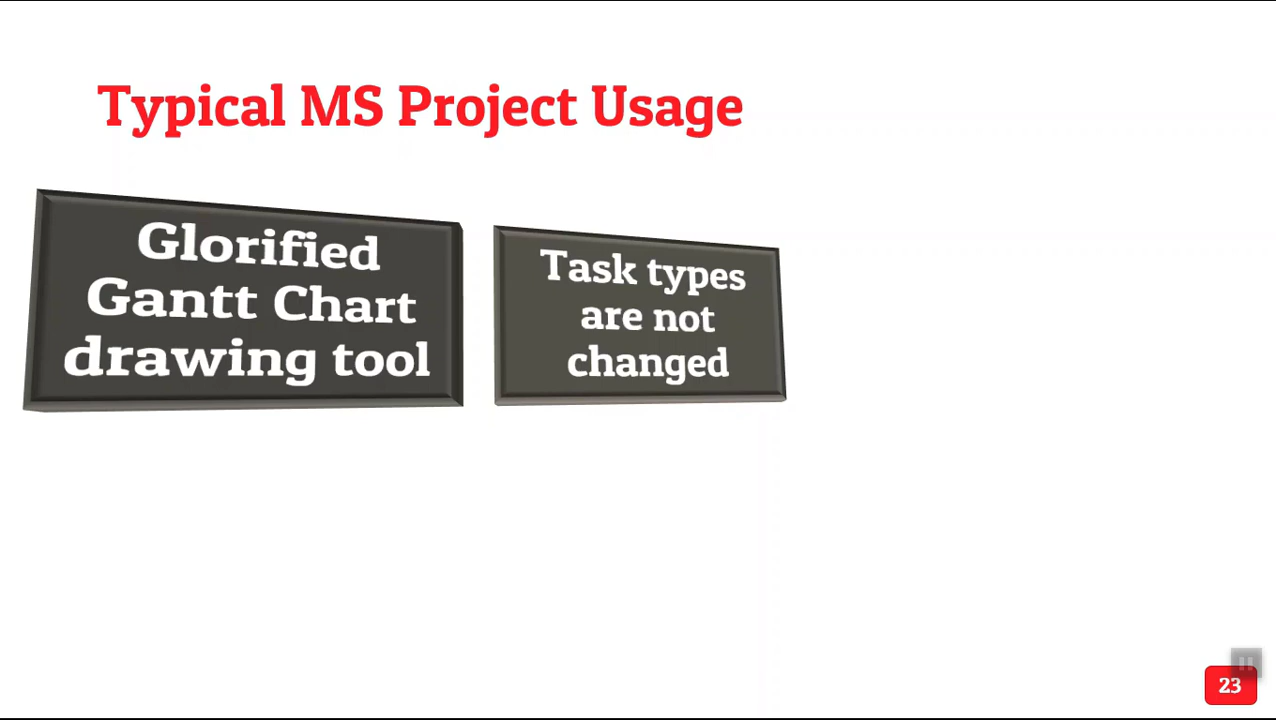 Typical MS Project Usage
Glorified
Gantt Chart
drawing tool
Task types
are not
changed
23